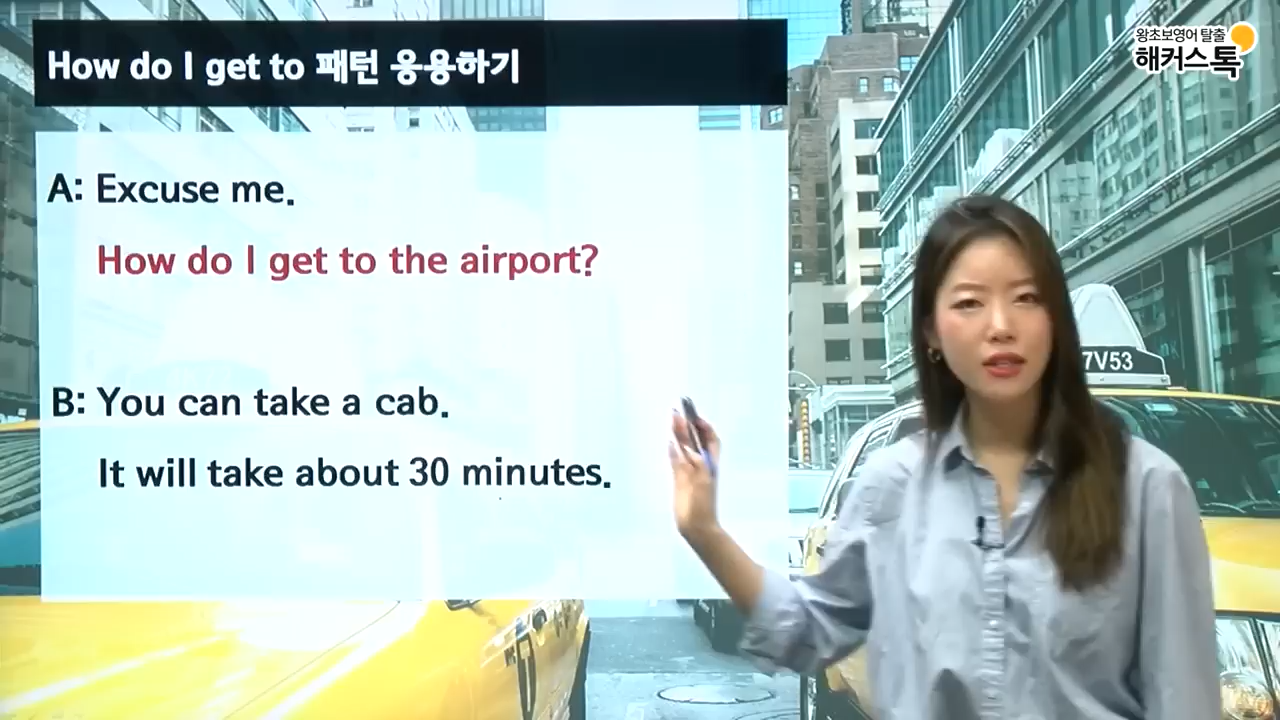 How do I get to 패턴 응용하기
왕초보영어 탈출
해커스톡
A: Excuse me.
How do I get to the airport?
7V53
B: You can take a cab.
It will take about 30 minutes.